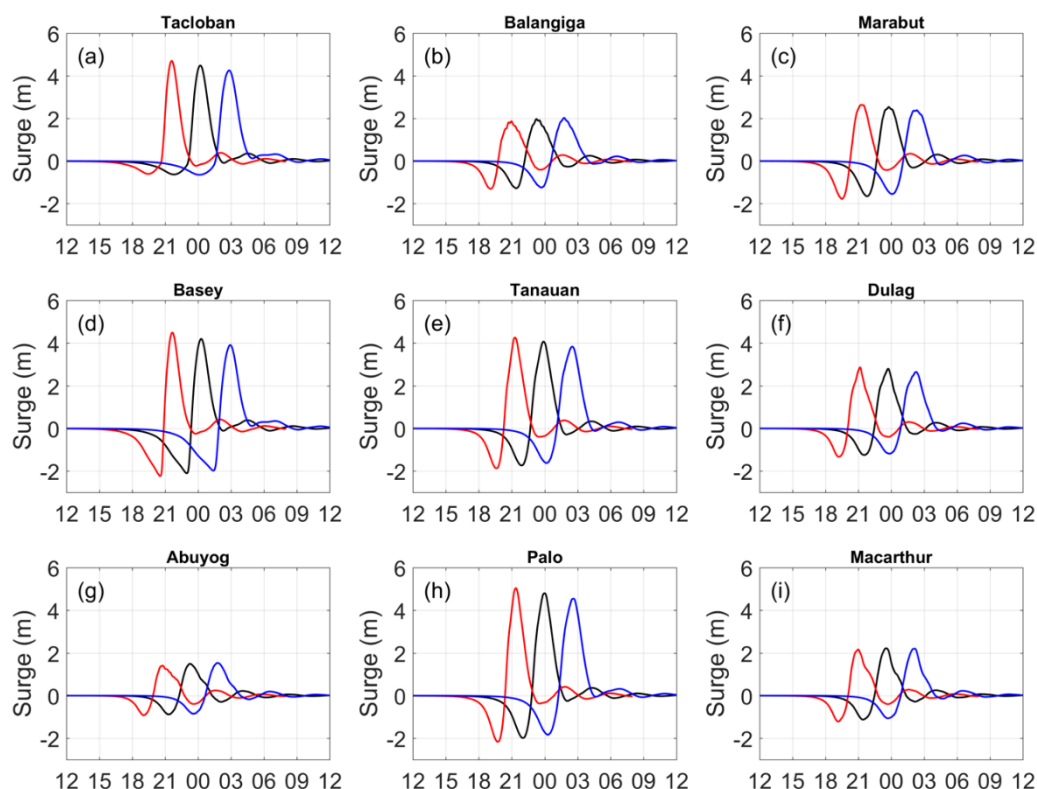 Tacloban
Balangiga
Marabut
(a)
(b)
(c)
Surge (m)
6
4
2
0
-2
12 15 18 21 00 03 06 09 12
Surge (m)
6
4
2
0
-2
12 15 18 21 00 03 06 09 12
Surge (m)
6
4
2
0
-2
12 15 18 21 00 03 06 09 12
Basey
Tanauan
Dulag
(d)
(e)
(f)
Surge (m)
6
4
2
0
-2
12 15 18 21 00 03 06 09 12
Surge (m)
6
4
2
0
-2
12 15 18 21 00 03 06 09 12
Surge (m)
6
4
2
0
-2
12 15 18 21 00 03 06 09 12
Abuyog
Palo
Macarthur
(g)
(h)
(i)
Surge (m)
6
4
2
0
-2
12 15 18 21 00 03 06 09 12
Surge (m)
6
4
2
0
-2
12 15 18 21 00 03 06 09 12
Surge (m)
6
4
2
0
-2
12 15 18 21 00 03 06 09 12